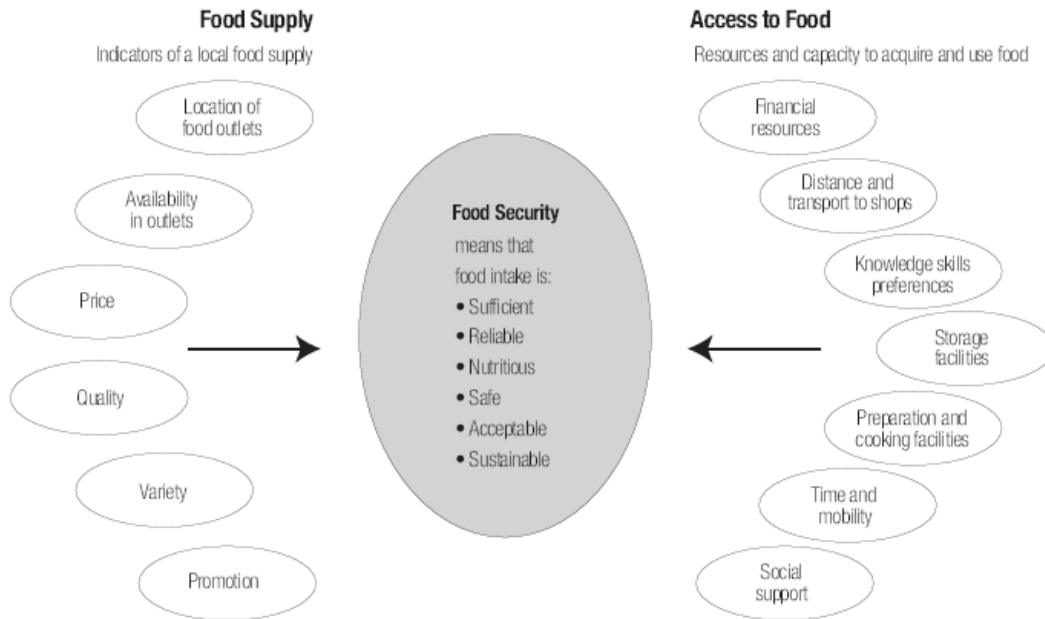 Food Supply
Indicators of a local food supply
Location of
food outlets
Availability
in outlets
Price
Quality
Variety
Promotion
Food Security
means that
food intake is:
• Sufficient
• Reliable
• Nutritious
• Safe
• Acceptable
• Sustainable
Access to Food
Resources and capacity to acquire and use food
Financial
resources
Distance and
transport to shops
Knowledge skills
preferences
Storage
facilities
Preparation and
cooking facilities
Time and
mobility
Social
support